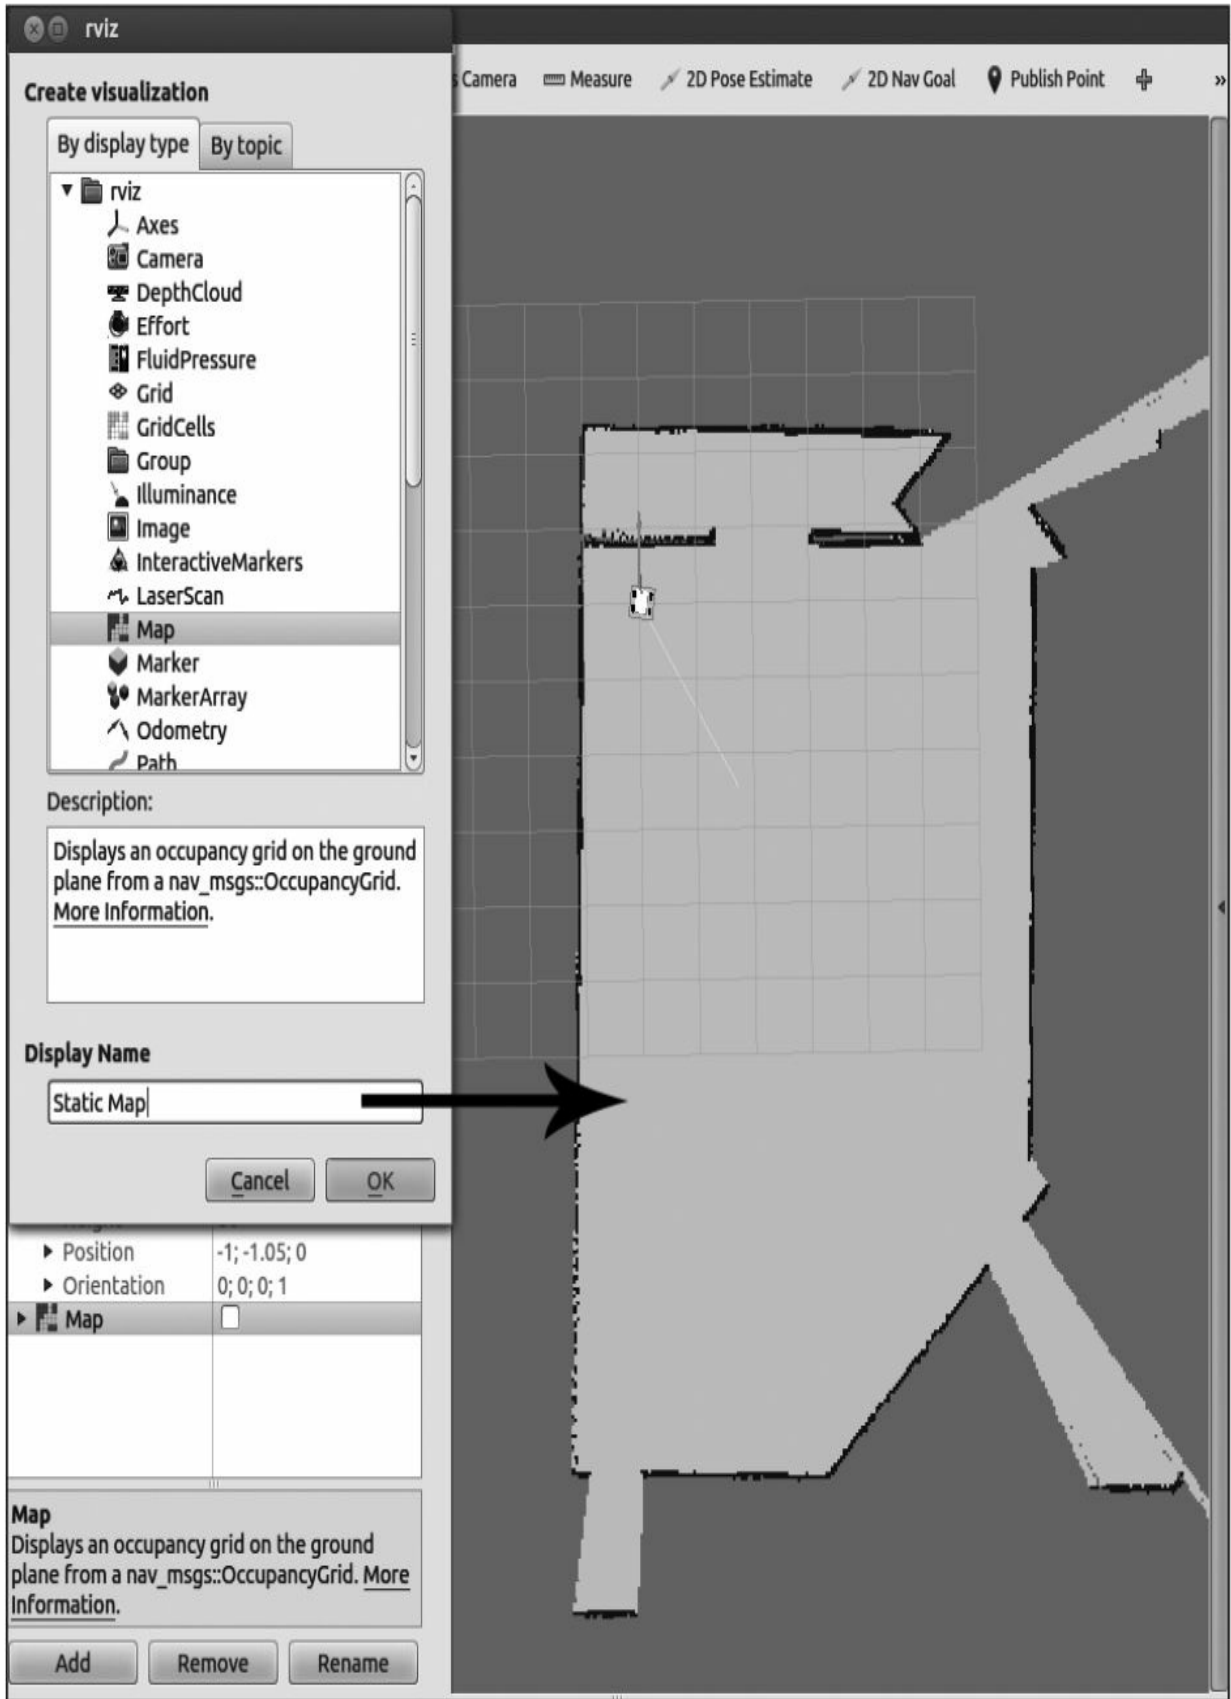 rviz
Create visualization
s Camera
Measure
2D Pose Estimate
2D Nav Goal
Publish Point
»
By display type
By topic
rviz
Axes
Camera
DepthCloud
Effort
FluidPressure
Grid
GridCells
Group
Illuminance
Image
InteractiveMarkers
LaserScan
Map
Marker
MarkerArray
Odometry
Path
Description:
Displays an occupancy grid on the ground
plane from a nav_msgs::OccupancyGrid.
More Information.
Display Name
Static Map
Cancel
OK
Position -1; -1.05; 0
Orientation 0; 0; 0; 1
Map
Map
Displays an occupancy grid on the ground
plane from a nav_msgs::OccupancyGrid. More
Information.
Add
Remove
Rename